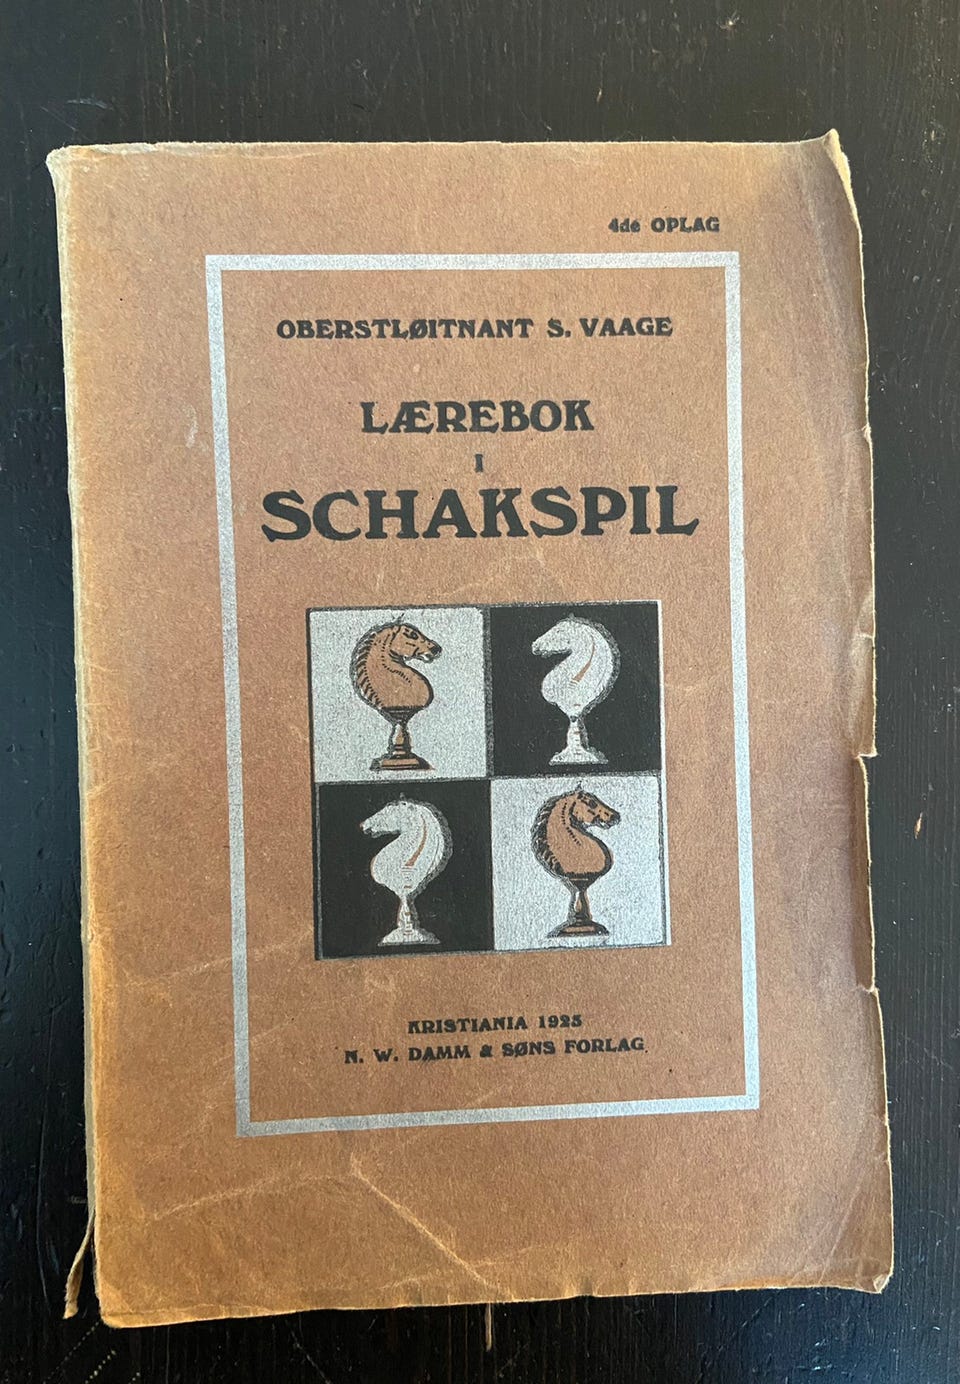 4de OPLAG
OBERSTLØITNANT S. VAAGE
LÆREBOK
I
SCHAKSPIL
KRISTIANIA 1925
N. W. DAMM & SØNS FORLAG